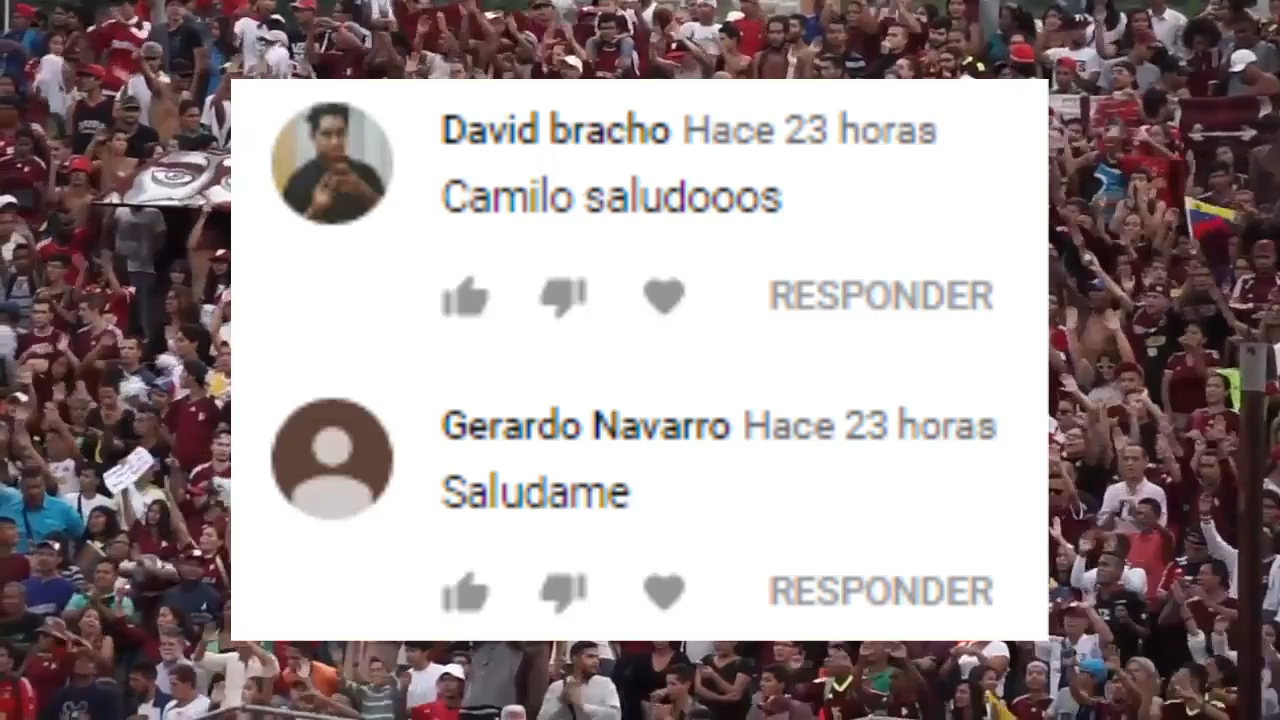 David bracho Hace 23 horas
Camilo saludooos
RESPONDER
Gerardo Navarro Hace 23 horas
Saludame
RESPONDER